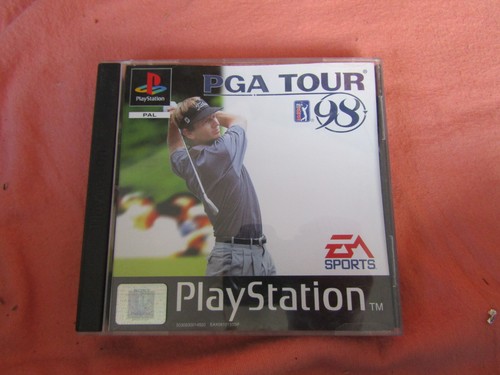 PlayStation
PAL
PGA TOUR
98
EA
SPORTS
PlayStation TM